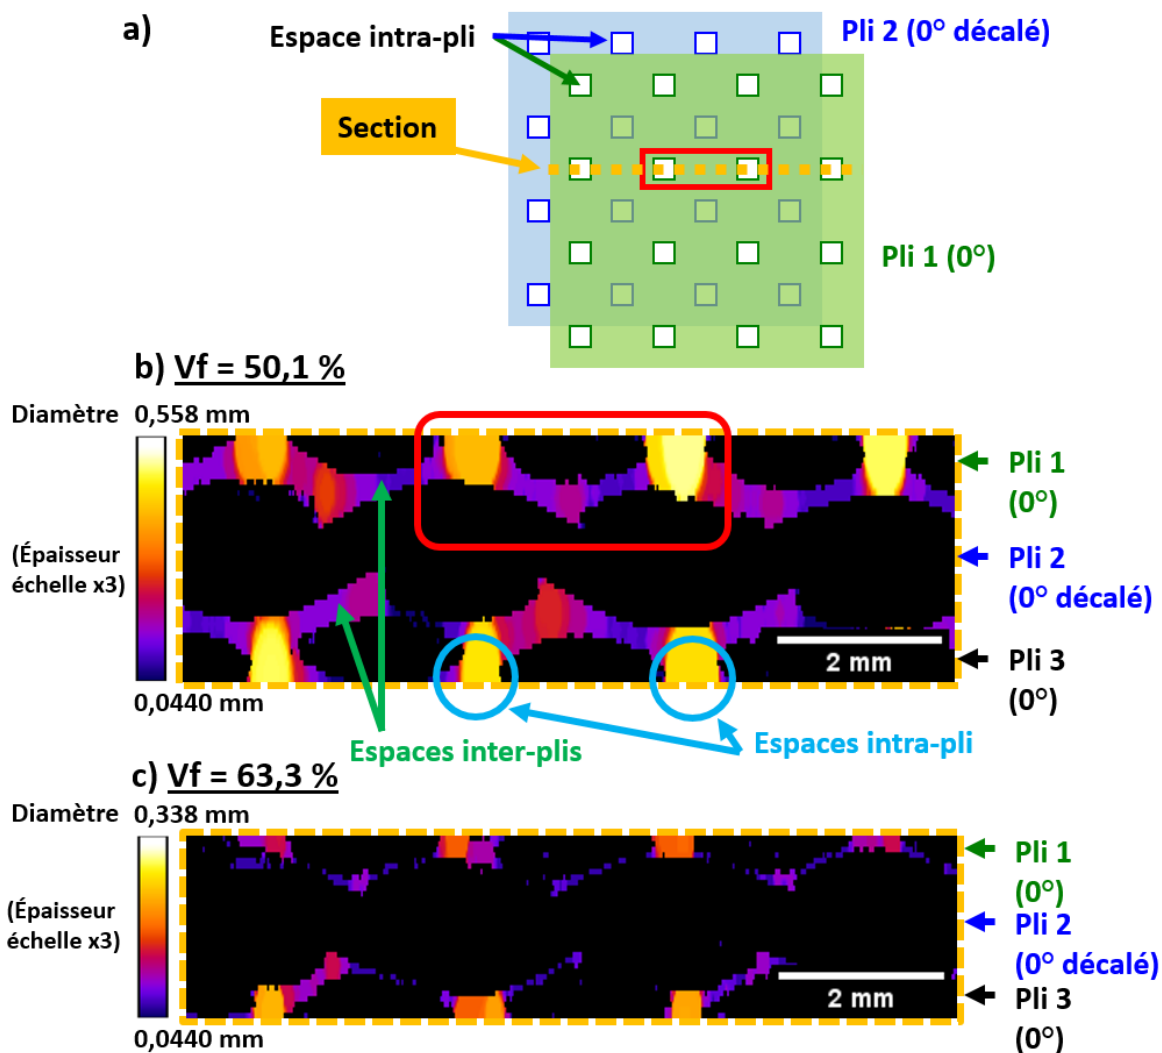 a)
Espace intra-pli
Pli 2 (0° décalé)
Section
Pli 1 (0°)
b) Vf = 50,1 %
Diamètre 0,558 mm
(Épaisseur
échelle x3)
0,0440 mm
Pli 1
(0°)
Pli 2
(0° décalé)
Pli 3
(0°)
2 mm
Espaces inter-plis
Espaces intra-pli
c) Vf = 63,3 %
Diamètre 0,338 mm
(Épaisseur
échelle x3)
0,0440 mm
Pli 1
(0°)
Pli 2
(0° décalé)
Pli 3
(0°)
2 mm